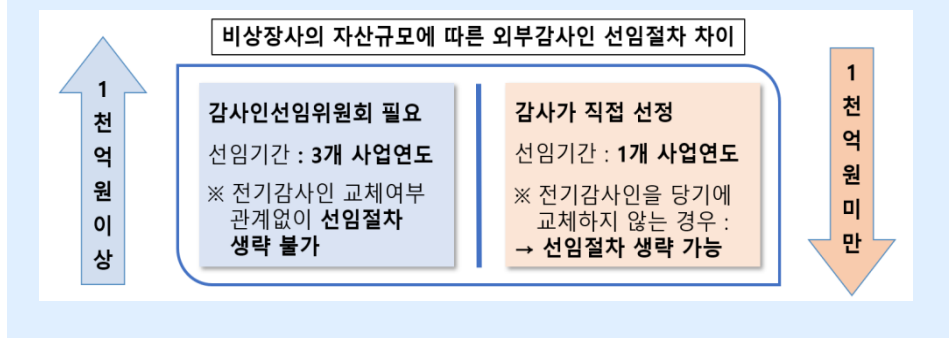 비상장사의 자산규모에 따른 외부감사인 선임절차 차이
1
천
억
원
이
상
감사인선임위원회 필요
선임기간 : 3개 사업연도
※ 전기감사인 교체여부
관계없이 선임절차
생략 불가
감사가 직접 선정
선임기간 : 1개 사업연도
※ 전기감사인을 당기에
교체하지 않는 경우 :
→ 선임절차 생략 가능
1
천
억
원
미
만